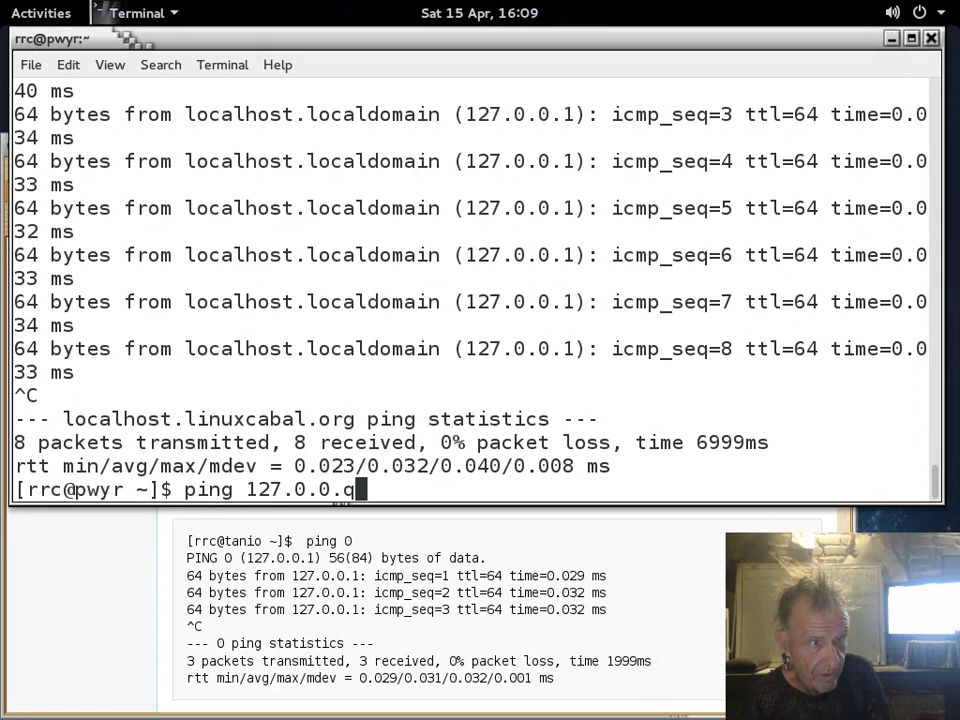 Activities Terminal Sat 15 Apr, 16:09
rrc@pwyr:~
File Edit View Search Terminal Help
40 ms
64 bytes from localhost.localdomain (127.0.0.1): icmp_seq=3 ttl=64 time=0.0
34 ms
64 bytes from localhost.localdomain (127.0.0.1): icmp_seq=4 ttl=64 time=0.0
33 ms
64 bytes from localhost.localdomain (127.0.0.1): icmp_seq=5 ttl=64 time=0.0
32 ms
64 bytes from localhost.localdomain (127.0.0.1): icmp_seq=6 ttl=64 time=0.0
33 ms
64 bytes from localhost.localdomain (127.0.0.1): icmp_seq=7 ttl=64 time=0.0
34 ms
64 bytes from localhost.localdomain (127.0.0.1): icmp_seq=8 ttl=64 time=0.0
33 ms
^C
--- localhost.linuxcabal.org ping statistics ---
8 packets transmitted, 8 received, 0% packet loss, time 6999ms
rtt min/avg/max/mdev = 0.023/0.032/0.040/0.008 ms
[rrc@pwyr ~]$ ping 127.0.0.q
[rrc@tanio ~]$  ping 0
PING 0 (127.0.0.1) 56(84) bytes of data.
64 bytes from 127.0.0.1: icmp_seq=1 ttl=64 time=0.029 ms
64 bytes from 127.0.0.1: icmp_seq=2 ttl=64 time=0.032 ms
64 bytes from 127.0.0.1: icmp_seq=3 ttl=64 time=0.032 ms
^C
--- 0 ping statistics ---
3 packets transmitted, 3 received, 0% packet loss, time 1999ms
rtt min/avg/max/mdev = 0.029/0.031/0.032/0.001 ms